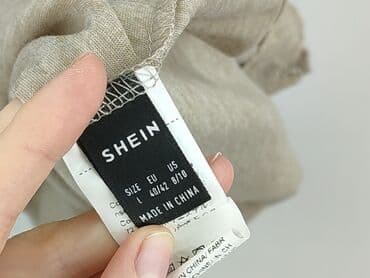 SHEIN
SIZE EU US
L 40/42 8/10
MADE IN CHINA